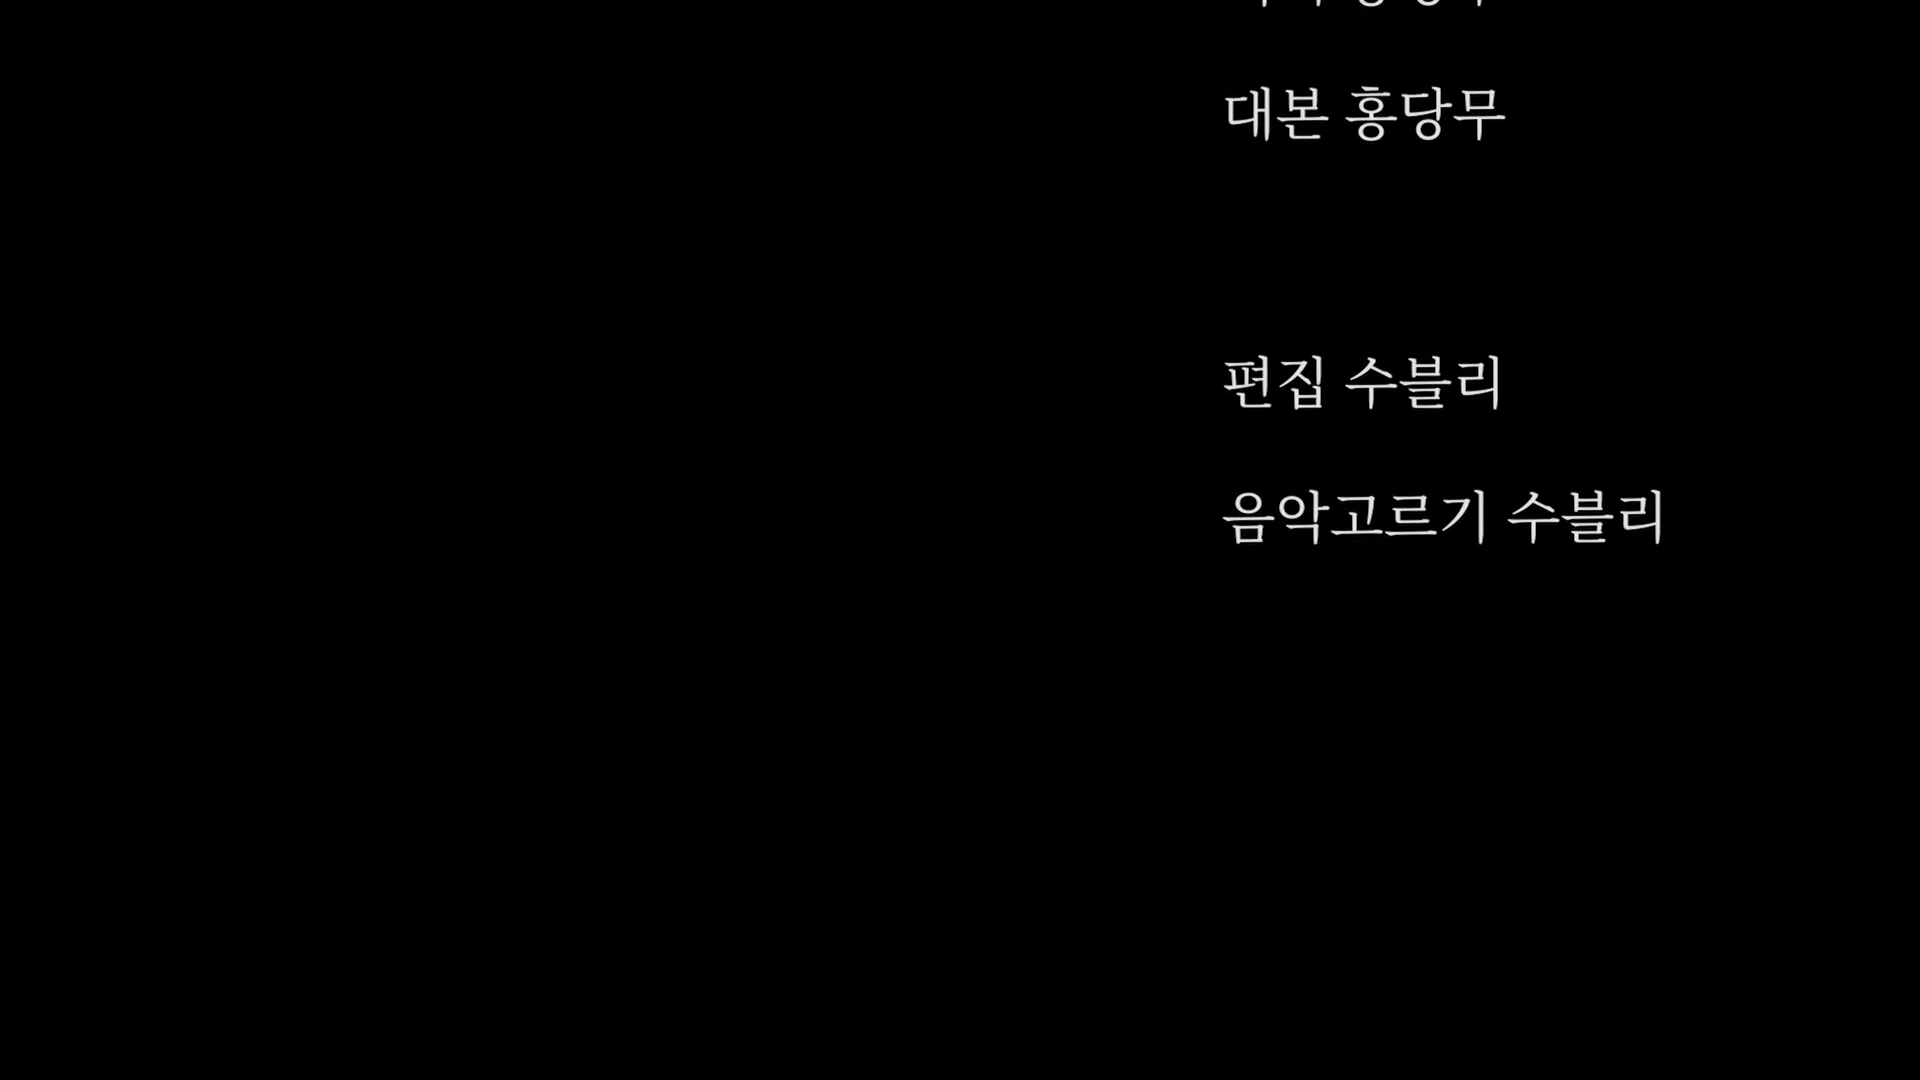 대본 홍당무
편집 수블리
음악고르기 수블리